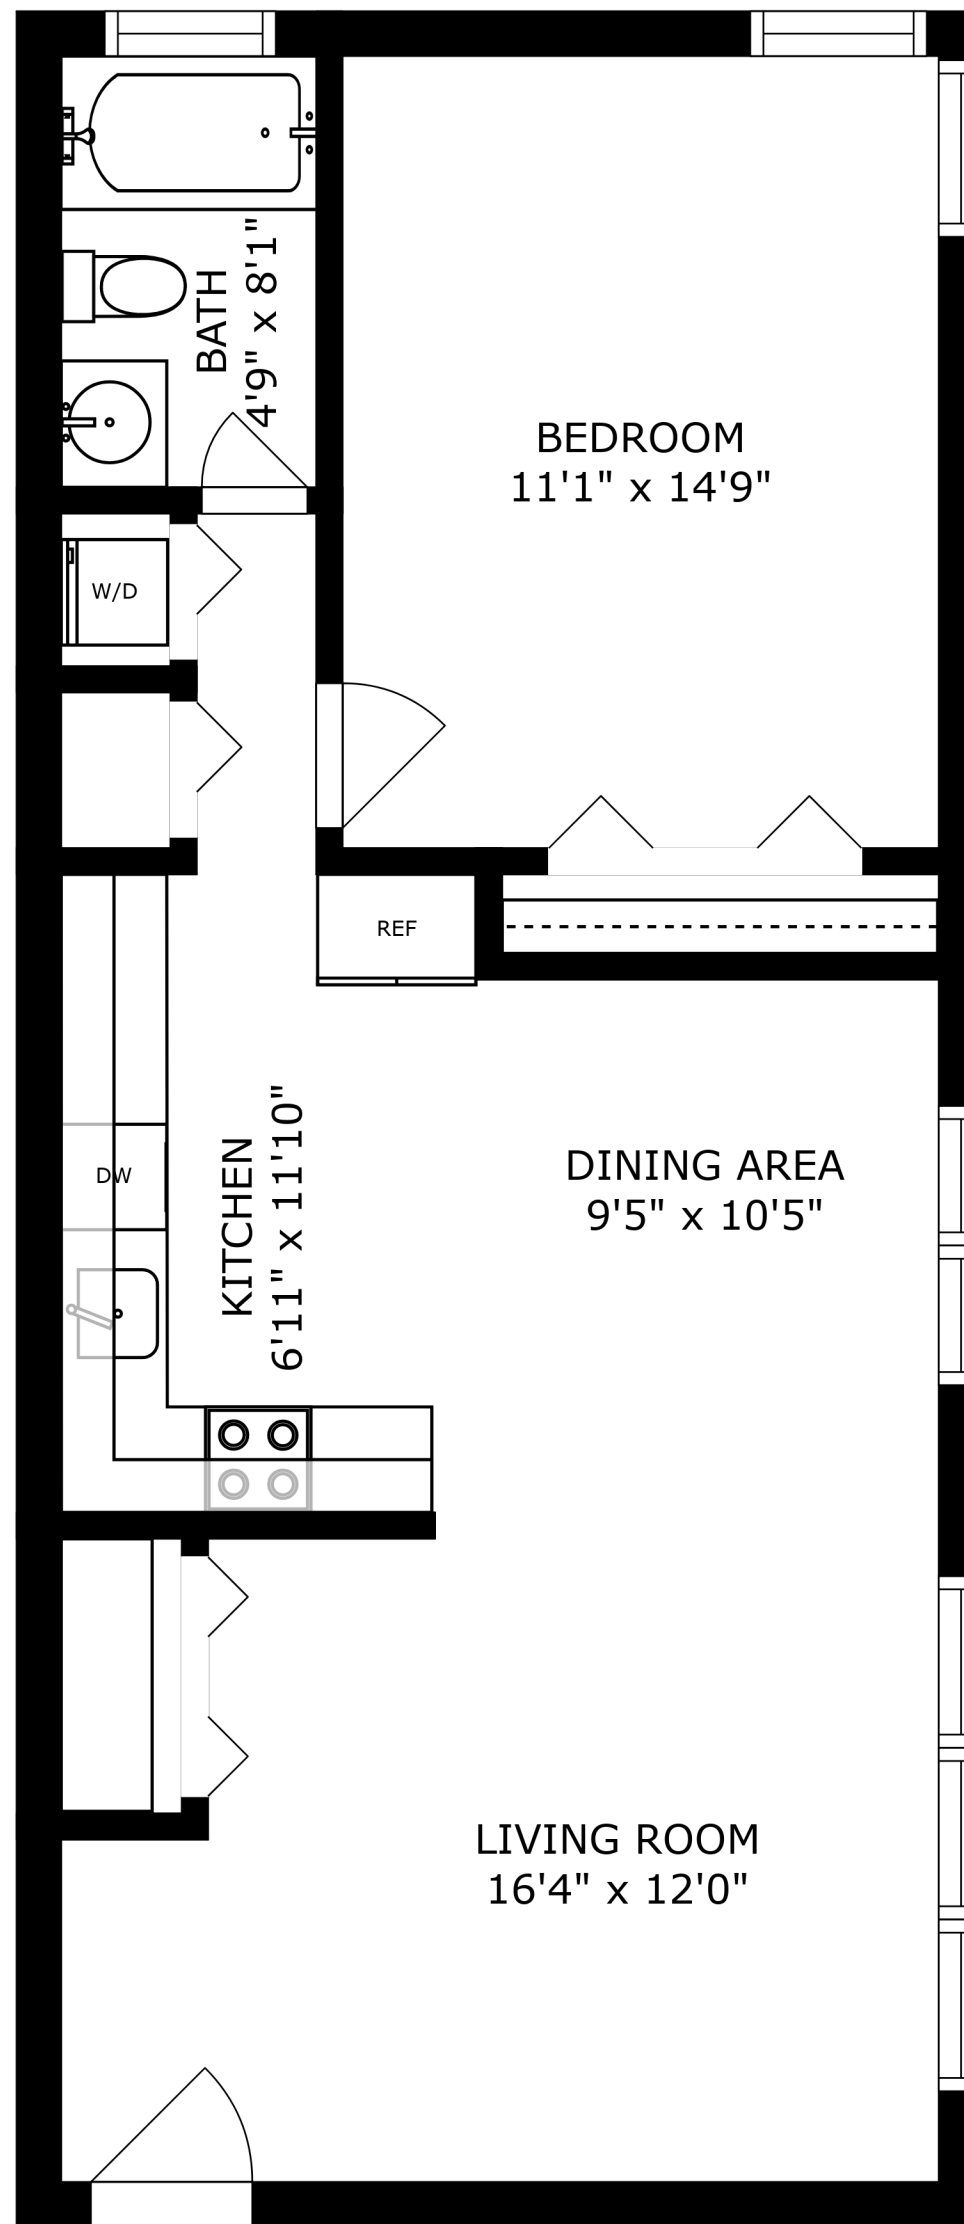 BATH
4'9" x 8'1"
BEDROOM
11'1" x 14'9"
W/D
REF
KITCHEN
6'11" x 11'10"
DW
DINING AREA
9'5" x 10'5"
LIVING ROOM
16'4" x 12'0"